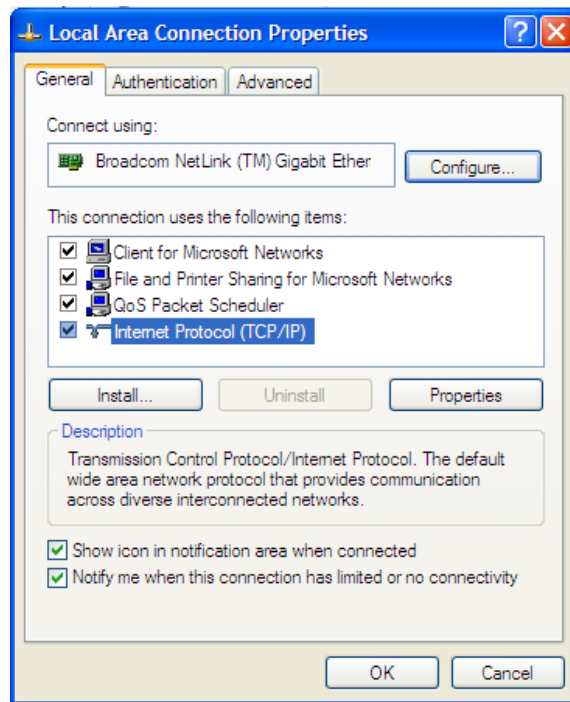 Local Area Connection Properties
General Authentication Advanced
Connect using:
Broadcom NetLink (TM) Gigabit Ether Configure...
This connection uses the following items:
Client for Microsoft Networks
File and Printer Sharing for Microsoft Networks
QoS Packet Scheduler
Internet Protocol (TCP/IP)
Install... Uninstall Properties
Description
Transmission Control Protocol/Internet Protocol. The default
wide area network protocol that provides communication
across diverse interconnected networks.
Show icon in notification area when connected
Notify me when this connection has limited or no connectivity
OK Cancel